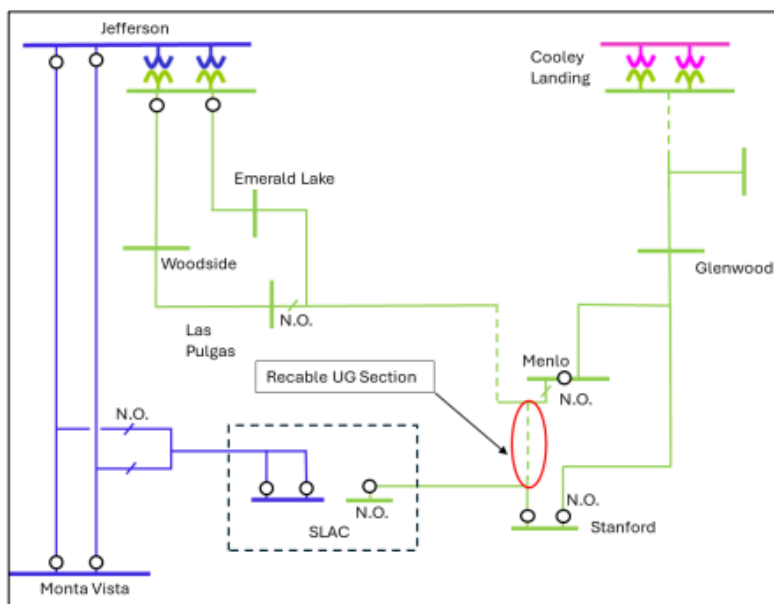 Jefferson
Cooley
Landing
Emerald Lake
Woodside
Glenwood
N.O.
Las
Pulgas
Menlo
Recable UG Section
N.O.
N.O.
N.O.
N.O.
SLAC
Stanford
Monta Vista